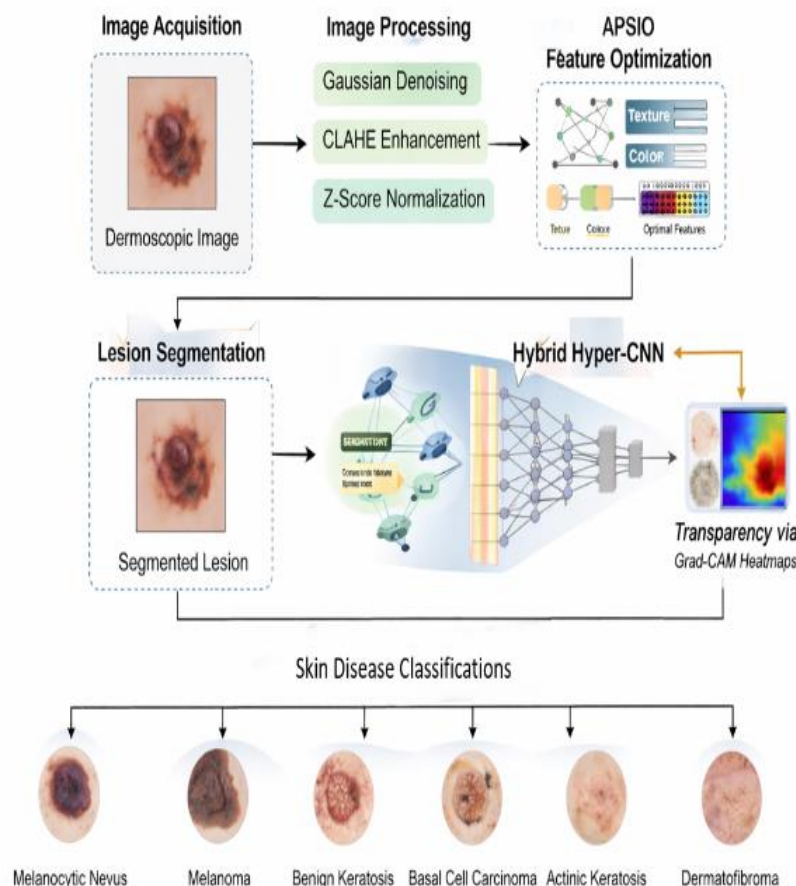 Image Acquisition
Dermoscopic Image
Image Processing
Gaussian Denoising
CLAHE Enhancement
Z-Score Normalization
APSIO
Feature Optimization
Texture
Color
Optimal Features
Lesion Segmentation
Segmented Lesion
Hybrid Hyper-CNN
Transparency via
Grad-CAM Heatmaps
Skin Disease Classifications
Melanocytic Nevus
Melanoma
Benign Keratosis
Basal Cell Carcinoma
Actinic Keratosis
Dermatofibroma